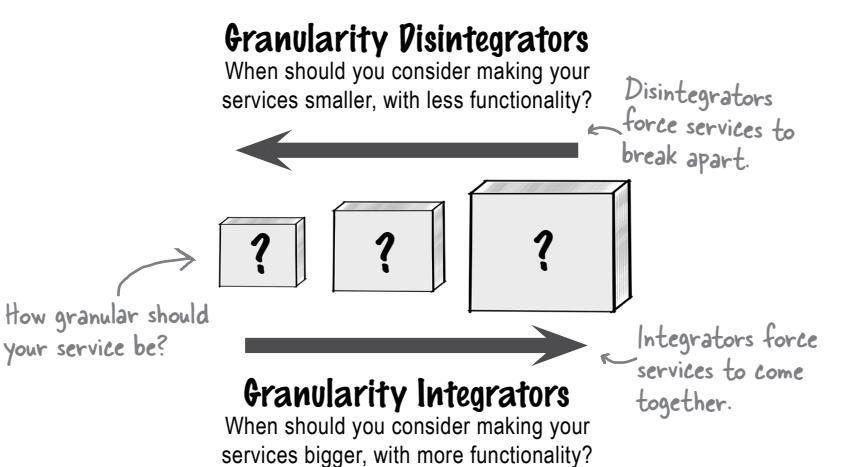 Granularity Disintegrators
When should you consider making your
services smaller, with less functionality?
Disintegrators
force services to
break apart.
?
?
?
How granular should
your service be?
Integrators force
services to come
together.
Granularity Integrators
When should you consider making your
services bigger, with more functionality?